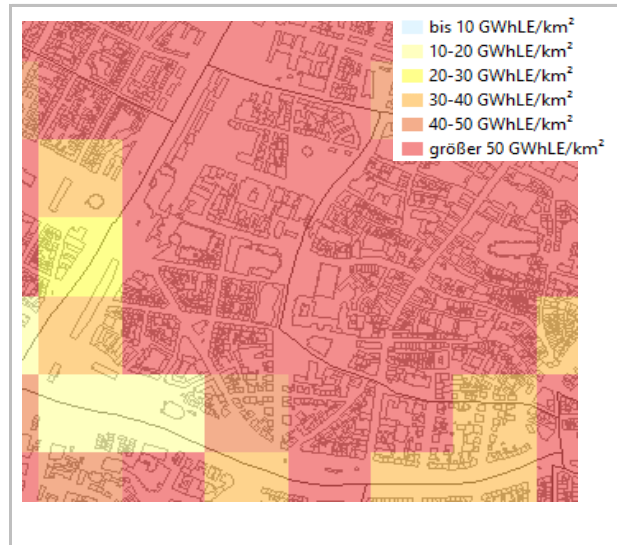 bis 10 GWhLE/km²
10-20 GWhLE/km²
20-30 GWhLE/km²
30-40 GWhLE/km²
40-50 GWhLE/km²
größer 50 GWhLE/km²